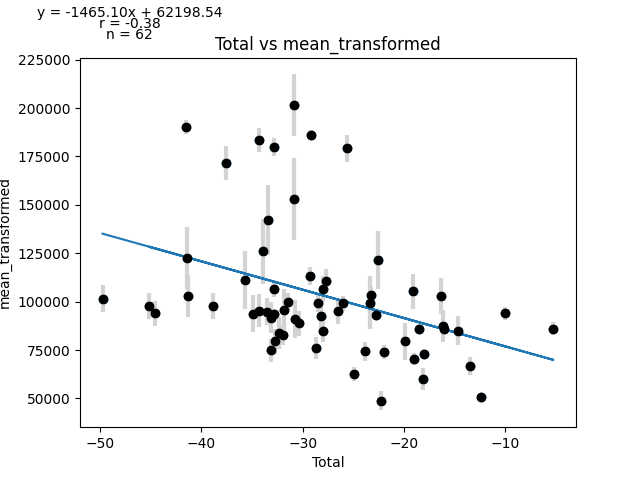 y = -1465.10x + 62198.54
r = -0.38
n = 62
Total vs mean_transformed
225000
200000
175000
150000
125000
100000
75000
50000
mean_transformed
−50
−40
−30
−20
−10
Total